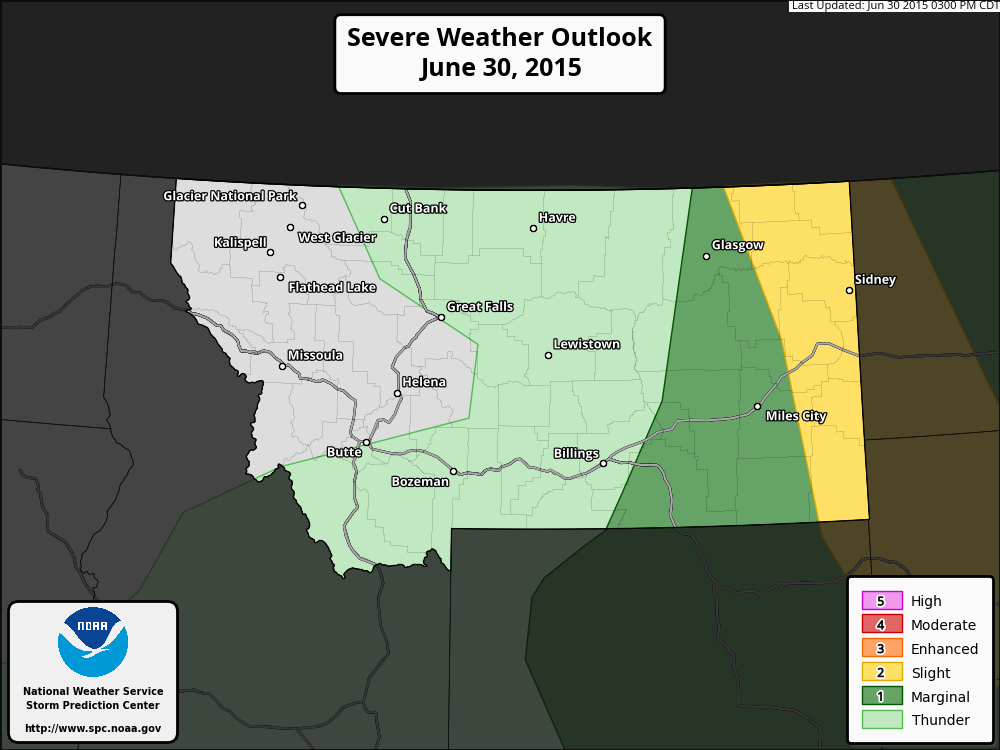 Last Updated: Jun 30 2015 0300 PM CDT
Severe Weather Outlook
June 30, 2015
Glacier National Park
Cut Bank
Havre
West Glacier
Kalispell
Glasgow
Flathead Lake
Sidney
Great Falls
Lewistown
Missoula
Helena
Miles City
Butte
Billings
Bozeman
5 High
4 Moderate
3 Enhanced
2 Slight
1 Marginal
Thunder
NOAA
National Weather Service
Storm Prediction Center
http://www.spc.noaa.gov